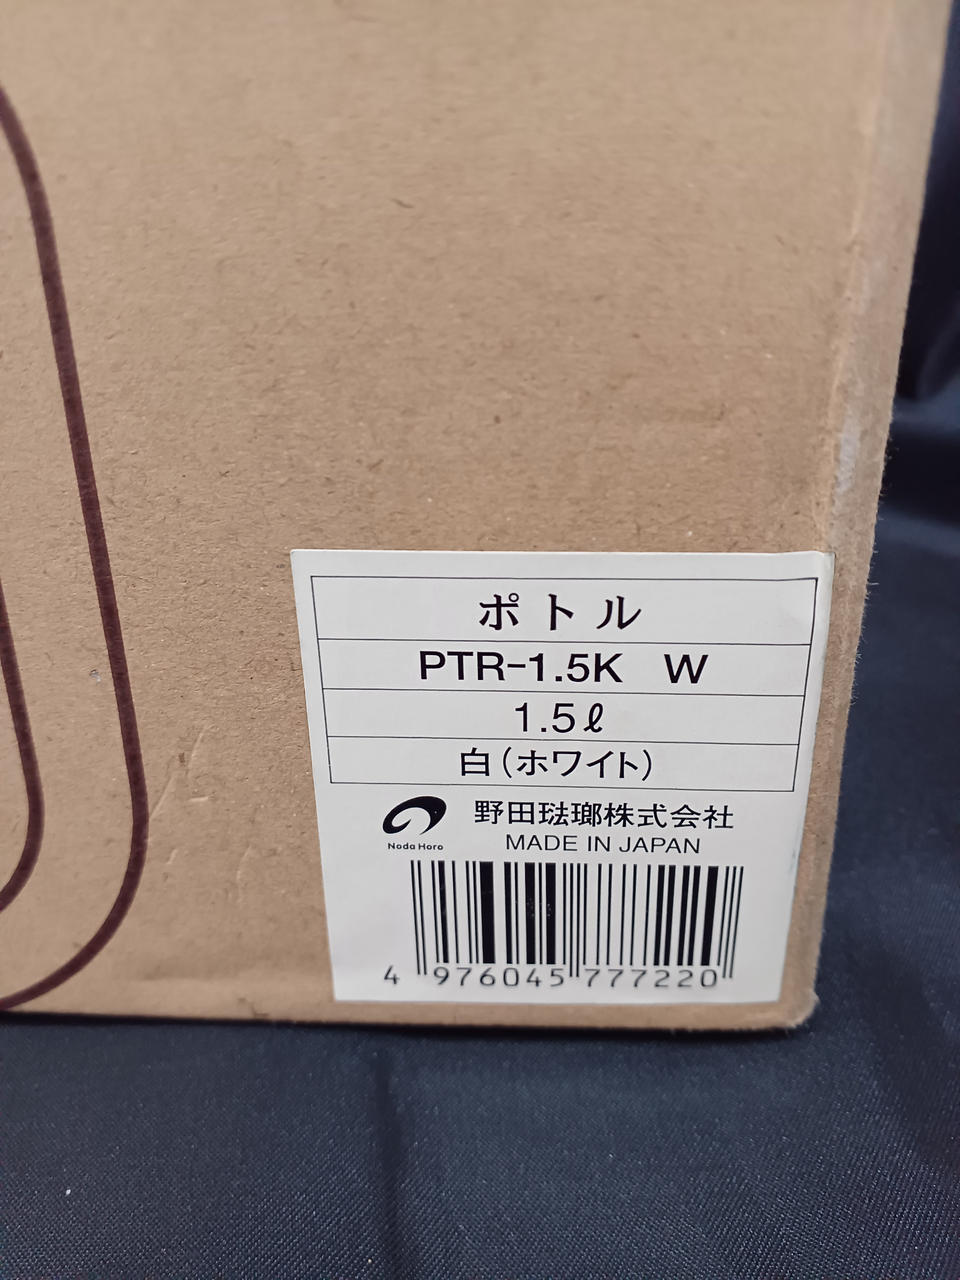 ポトル
PTR-1.5K W
1.5ℓ
白(ホワイト)
野田琺瑯株式会社
Noda Horo
MADE IN JAPAN
4 976045 777220